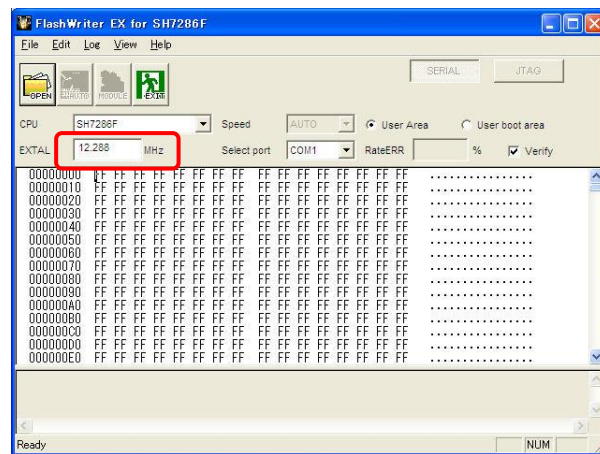 FlashWriter EX for SH7286F
File Edit Log View Help
OPEN EXAUTO MODULE EXIT SERIAL JTAG
CPU SH7286F Speed AUTO User Area User boot area
EXTAL 12.288 MHz Select port COM1 RateERR % Verify
00000000 FF FF FF FF FF FF FF FF FF FF FF FF FF FF FF FF ................
00000010 FF FF FF FF FF FF FF FF FF FF FF FF FF FF FF FF ................
00000020 FF FF FF FF FF FF FF FF FF FF FF FF FF FF FF FF ................
00000030 FF FF FF FF FF FF FF FF FF FF FF FF FF FF FF FF ................
00000040 FF FF FF FF FF FF FF FF FF FF FF FF FF FF FF FF ................
00000050 FF FF FF FF FF FF FF FF FF FF FF FF FF FF FF FF ................
00000060 FF FF FF FF FF FF FF FF FF FF FF FF FF FF FF FF ................
00000070 FF FF FF FF FF FF FF FF FF FF FF FF FF FF FF FF ................
00000080 FF FF FF FF FF FF FF FF FF FF FF FF FF FF FF FF ................
00000090 FF FF FF FF FF FF FF FF FF FF FF FF FF FF FF FF ................
000000A0 FF FF FF FF FF FF FF FF FF FF FF FF FF FF FF FF ................
000000B0 FF FF FF FF FF FF FF FF FF FF FF FF FF FF FF FF ................
000000C0 FF FF FF FF FF FF FF FF FF FF FF FF FF FF FF FF ................
000000D0 FF FF FF FF FF FF FF FF FF FF FF FF FF FF FF FF ................
000000E0 FF FF FF FF FF FF FF FF FF FF FF FF FF FF FF FF ................
Ready NUM